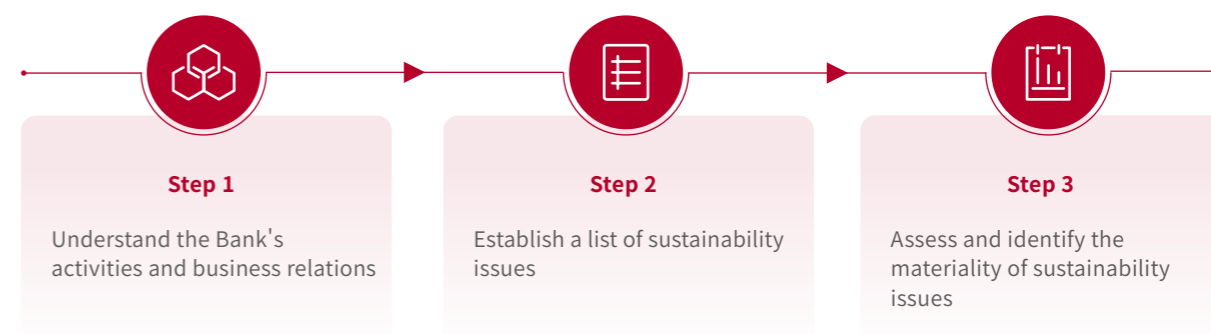 Step 1
Understand the Bank's
activities and business relations
Step 2
Establish a list of sustainability
issues
Step 3
Assess and identify the
materiality of sustainability
issues